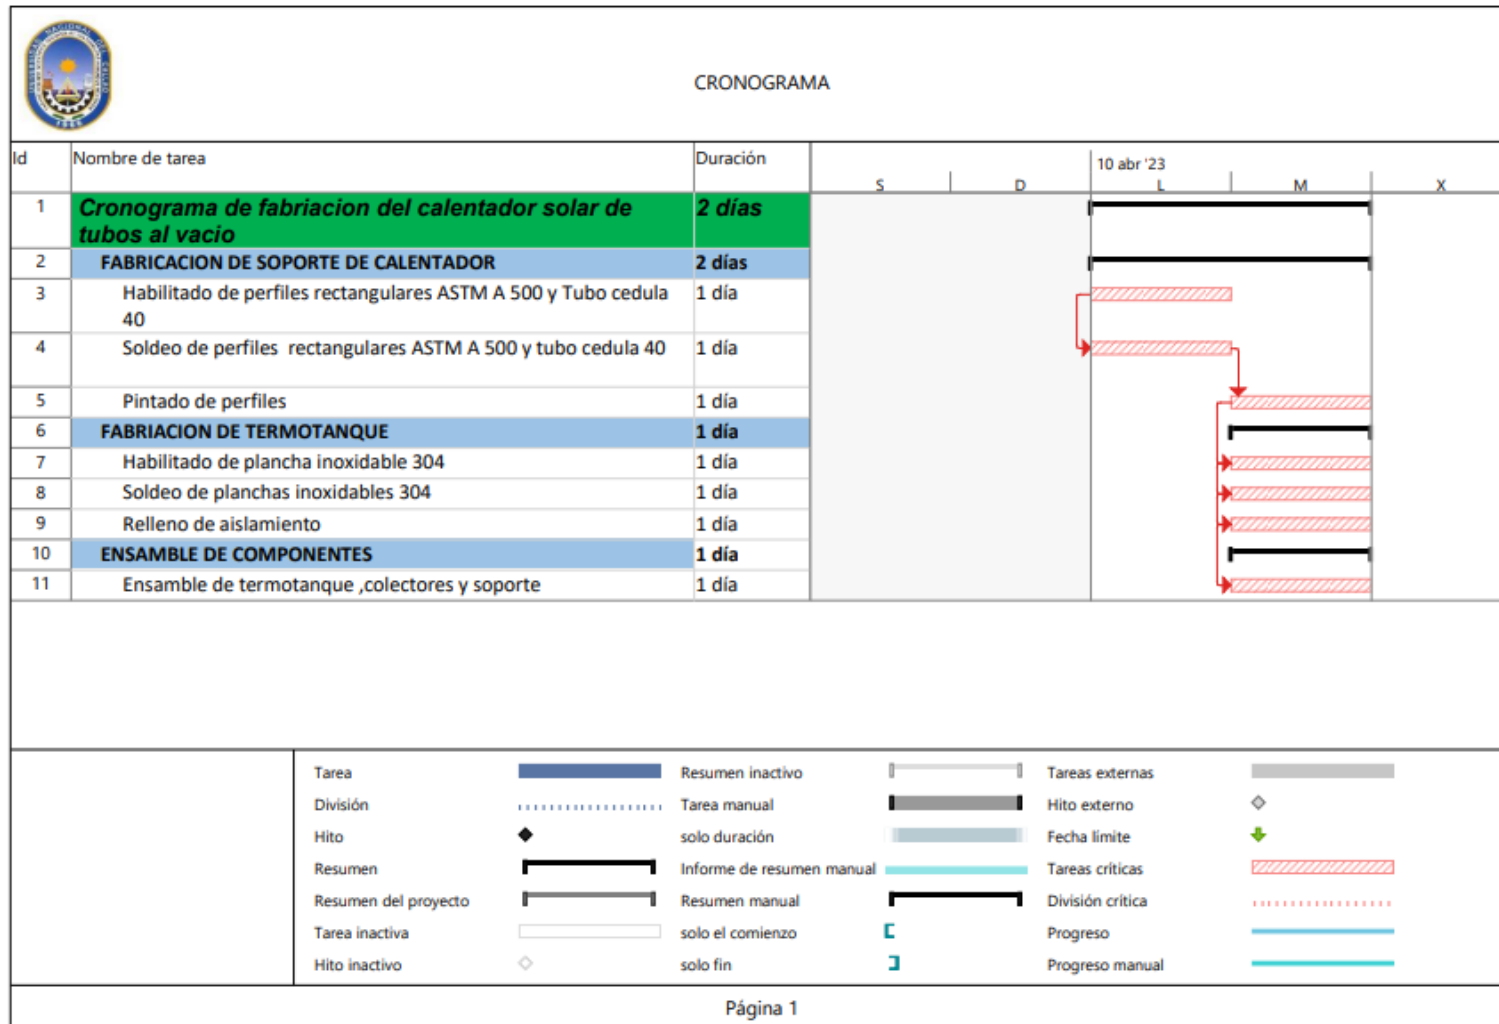 UNIVERSIDAD NACIONAL DEL CALLAO
1966
CRONOGRAMA
Id Nombre de tarea Duración
10 abr '23
S D L M X
1 Cronograma de fabriacion del calentador solar de 2 días
tubos al vacio
2 FABRICACION DE SOPORTE DE CALENTADOR 2 días
3 Habilitado de perfiles rectangulares ASTM A 500 y Tubo cedula 1 día
40
4 Soldeo de perfiles rectangulares ASTM A 500 y tubo cedula 40 1 día
5 Pintado de perfiles 1 día
6 FABRIACION DE TERMOTANQUE 1 día
7 Habilitado de plancha inoxidable 304 1 día
8 Soldeo de planchas inoxidables 304 1 día
9 Relleno de aislamiento 1 día
10 ENSAMBLE DE COMPONENTES 1 día
11 Ensamble de termotanque ,colectores y soporte 1 día
Tarea Resumen inactivo Tareas externas
División Tarea manual Hito externo
Hito solo duración Fecha límite
Resumen Informe de resumen manual Tareas críticas
Resumen del proyecto Resumen manual División crítica
Tarea inactiva solo el comienzo Progreso
Hito inactivo solo fin Progreso manual
Página 1